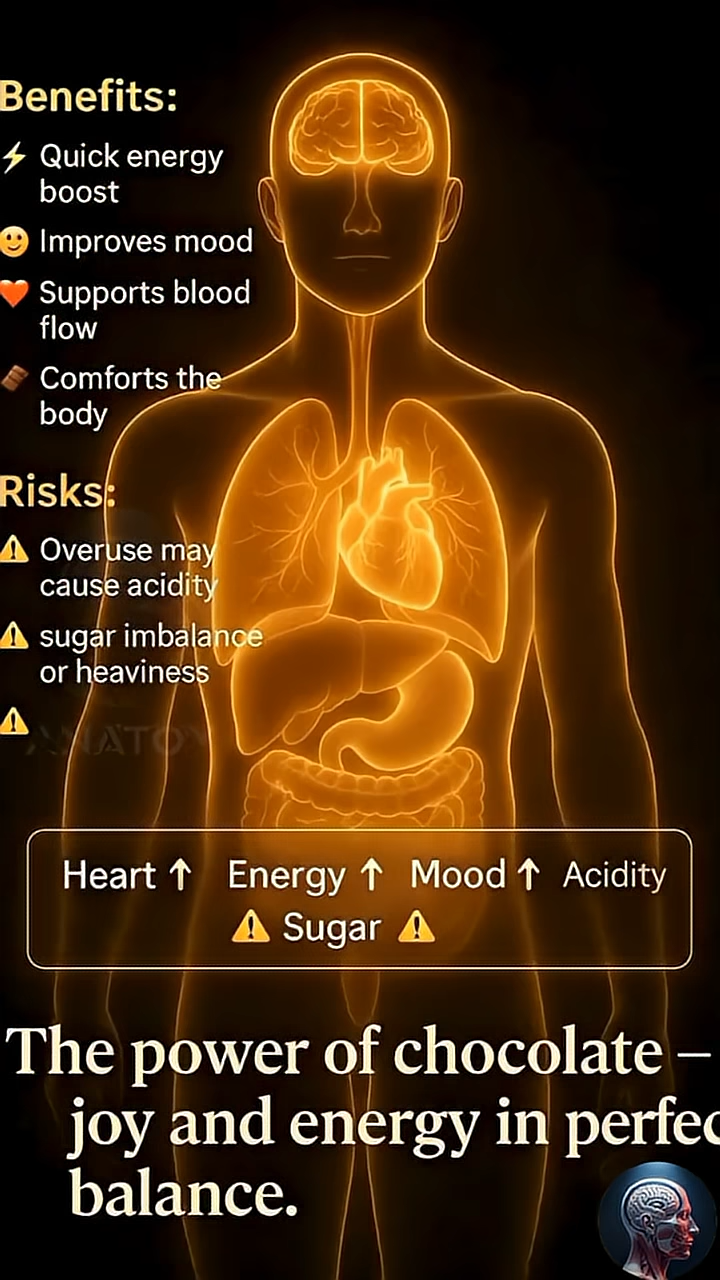 Benefits:
⚡ Quick energy
boost
🙂 Improves mood
❤️ Supports blood
flow
🍫 Comforts the
body
Risks:
⚠️ Overuse may
cause acidity
⚠️ sugar imbalance
or heaviness
⚠️
Heart ↑ Energy ↑ Mood ↑ Acidity
⚠️ Sugar ⚠️
The power of chocolate –
joy and energy in perfec
balance.